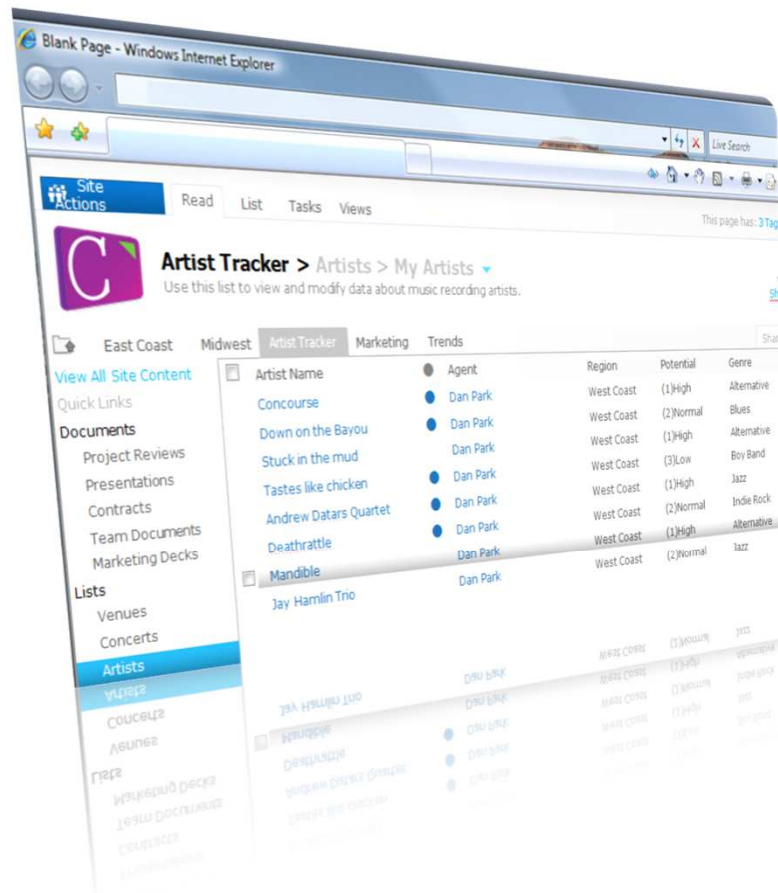 Blank Page - Windows Internet Explorer
Live Search
Site Actions
Read List Tasks Views
This page has: 3 Tag
C
Artist Tracker > Artists > My Artists
Use this list to view and modify data about music recording artists.
Sh
East Coast Midwest Artist Tracker Marketing Trends
Shar
View All Site Content
Quick Links
Documents
Project Reviews
Presentations
Contracts
Team Documents
Marketing Decks
Lists
Venues
Concerts
Artists
Artist Name Agent Region Potential Genre
Concourse Dan Park West Coast (1)High Alternative
Down on the Bayou Dan Park West Coast (2)Normal Blues
Stuck in the mud Dan Park West Coast (1)High Alternative
Tastes like chicken Dan Park West Coast (3)Low Boy Band
Andrew Datars Quartet Dan Park West Coast (1)High Jazz
Deathrattle Dan Park West Coast (2)Normal Indie Rock
Mandible Dan Park West Coast (1)High Alternative
Jay Hamlin Trio Dan Park West Coast (2)Normal Jazz